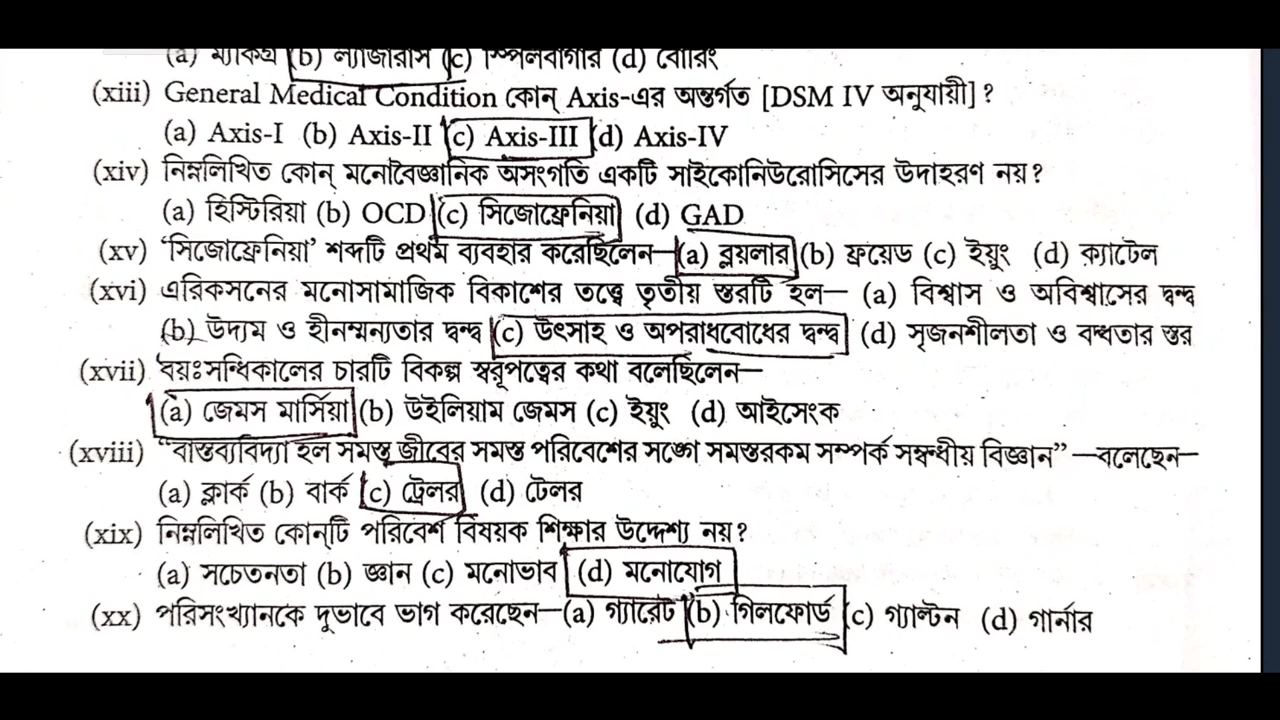 (a) ম্যাকগ্র (b) ল্যাজারাস (c) স্পিলবার্গার (d) বোরিং
(xiii) General Medical Condition কোন্ Axis-এর অন্তর্গত [DSM IV অনুযায়ী] ?
(a) Axis-I (b) Axis-II (c) Axis-III (d) Axis-IV
(xiv) নিম্নলিখিত কোন্ মনোবৈজ্ঞানিক অসংগতি একটি সাইকোনিউরোসিসের উদাহরণ নয় ?
(a) হিস্টিরিয়া (b) OCD (c) সিজোফ্রেনিয়া (d) GAD
(xv) ‘সিজোফ্রেনিয়া’ শব্দটি প্রথম ব্যবহার করেছিলেন— (a) ব্লয়লার (b) ফ্রয়েড (c) ইয়ুং (d) ক্যাটেল
(xvi) এরিকসনের মনোসামাজিক বিকাশের তত্ত্বে তৃতীয় স্তরটি হল— (a) বিশ্বাস ও অবিশ্বাসের দ্বন্দ্ব
(b) উদ্যম ও হীনম্মন্যতার দ্বন্দ্ব (c) উৎসাহ ও অপরাধবোধের দ্বন্দ্ব (d) সৃজনশীলতা ও বদ্ধতার স্তর
(xvii) বয়ঃসন্ধিকালের চারটি বিকল্প স্বরূপত্বের কথা বলেছিলেন—
(a) জেমস মার্সিয়া (b) উইলিয়াম জেমস (c) ইয়ুং (d) আইসেংক
(xviii) “বাস্তব্যবিদ্যা হল সমস্ত জীবের সমস্ত পরিবেশের সঙ্গে সমস্তরকম সম্পর্ক সম্বন্ধীয় বিজ্ঞান” —বলেছেন—
(a) ক্লার্ক (b) বার্ক (c) ট্রেলর (d) টেলর
(xix) নিম্নলিখিত কোন্‌টি পরিবেশ বিষয়ক শিক্ষার উদ্দেশ্য নয় ?
(a) সচেতনতা (b) জ্ঞান (c) মনোভাব (d) মনোযোগ
(xx) পরিসংখ্যানকে দুভাবে ভাগ করেছেন—(a) গ্যারেট (b) গিলফোর্ড (c) গ্যাল্টন (d) গার্নার